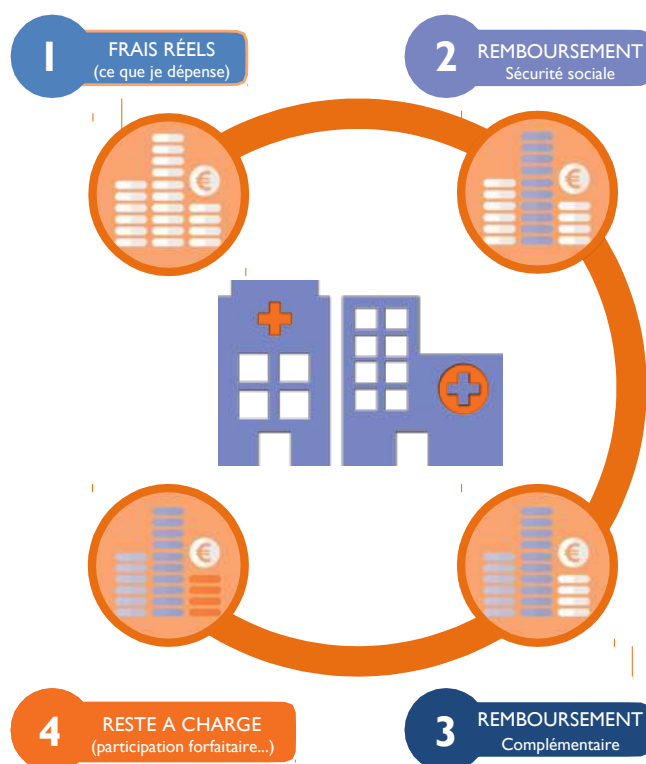 1
FRAIS RÉELS
(ce que je dépense)
2
REMBOURSEMENT
Sécurité sociale
€
€
€
€
4
RESTE A CHARGE
(participation forfaitaire...)
3
REMBOURSEMENT
Complémentaire